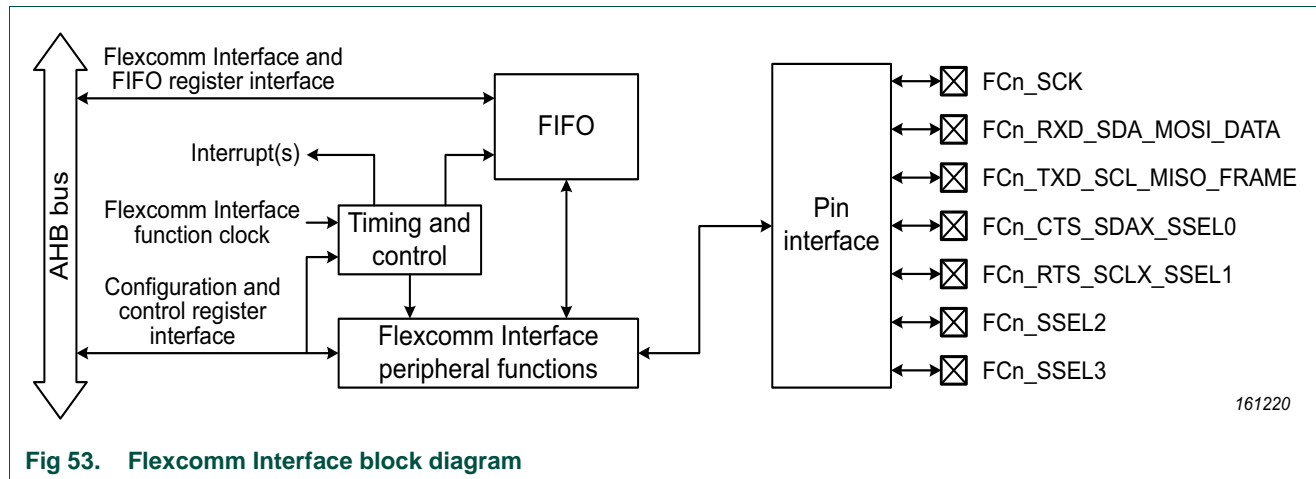 Flexcomm Interface and
FIFO register interface
FIFO
Interrupt(s)
Flexcomm Interface
function clock
Timing and
control
AHB bus
Configuration and
control register
interface
Flexcomm Interface
peripheral functions
Pin
interface
FCn_SCK
FCn_RXD_SDA_MOSI_DATA
FCn_TXD_SCL_MISO_FRAME
FCn_CTS_SDAX_SSEL0
FCn_RTS_SCLX_SSEL1
FCn_SSEL2
FCn_SSEL3
161220
Fig 53. Flexcomm Interface block diagram